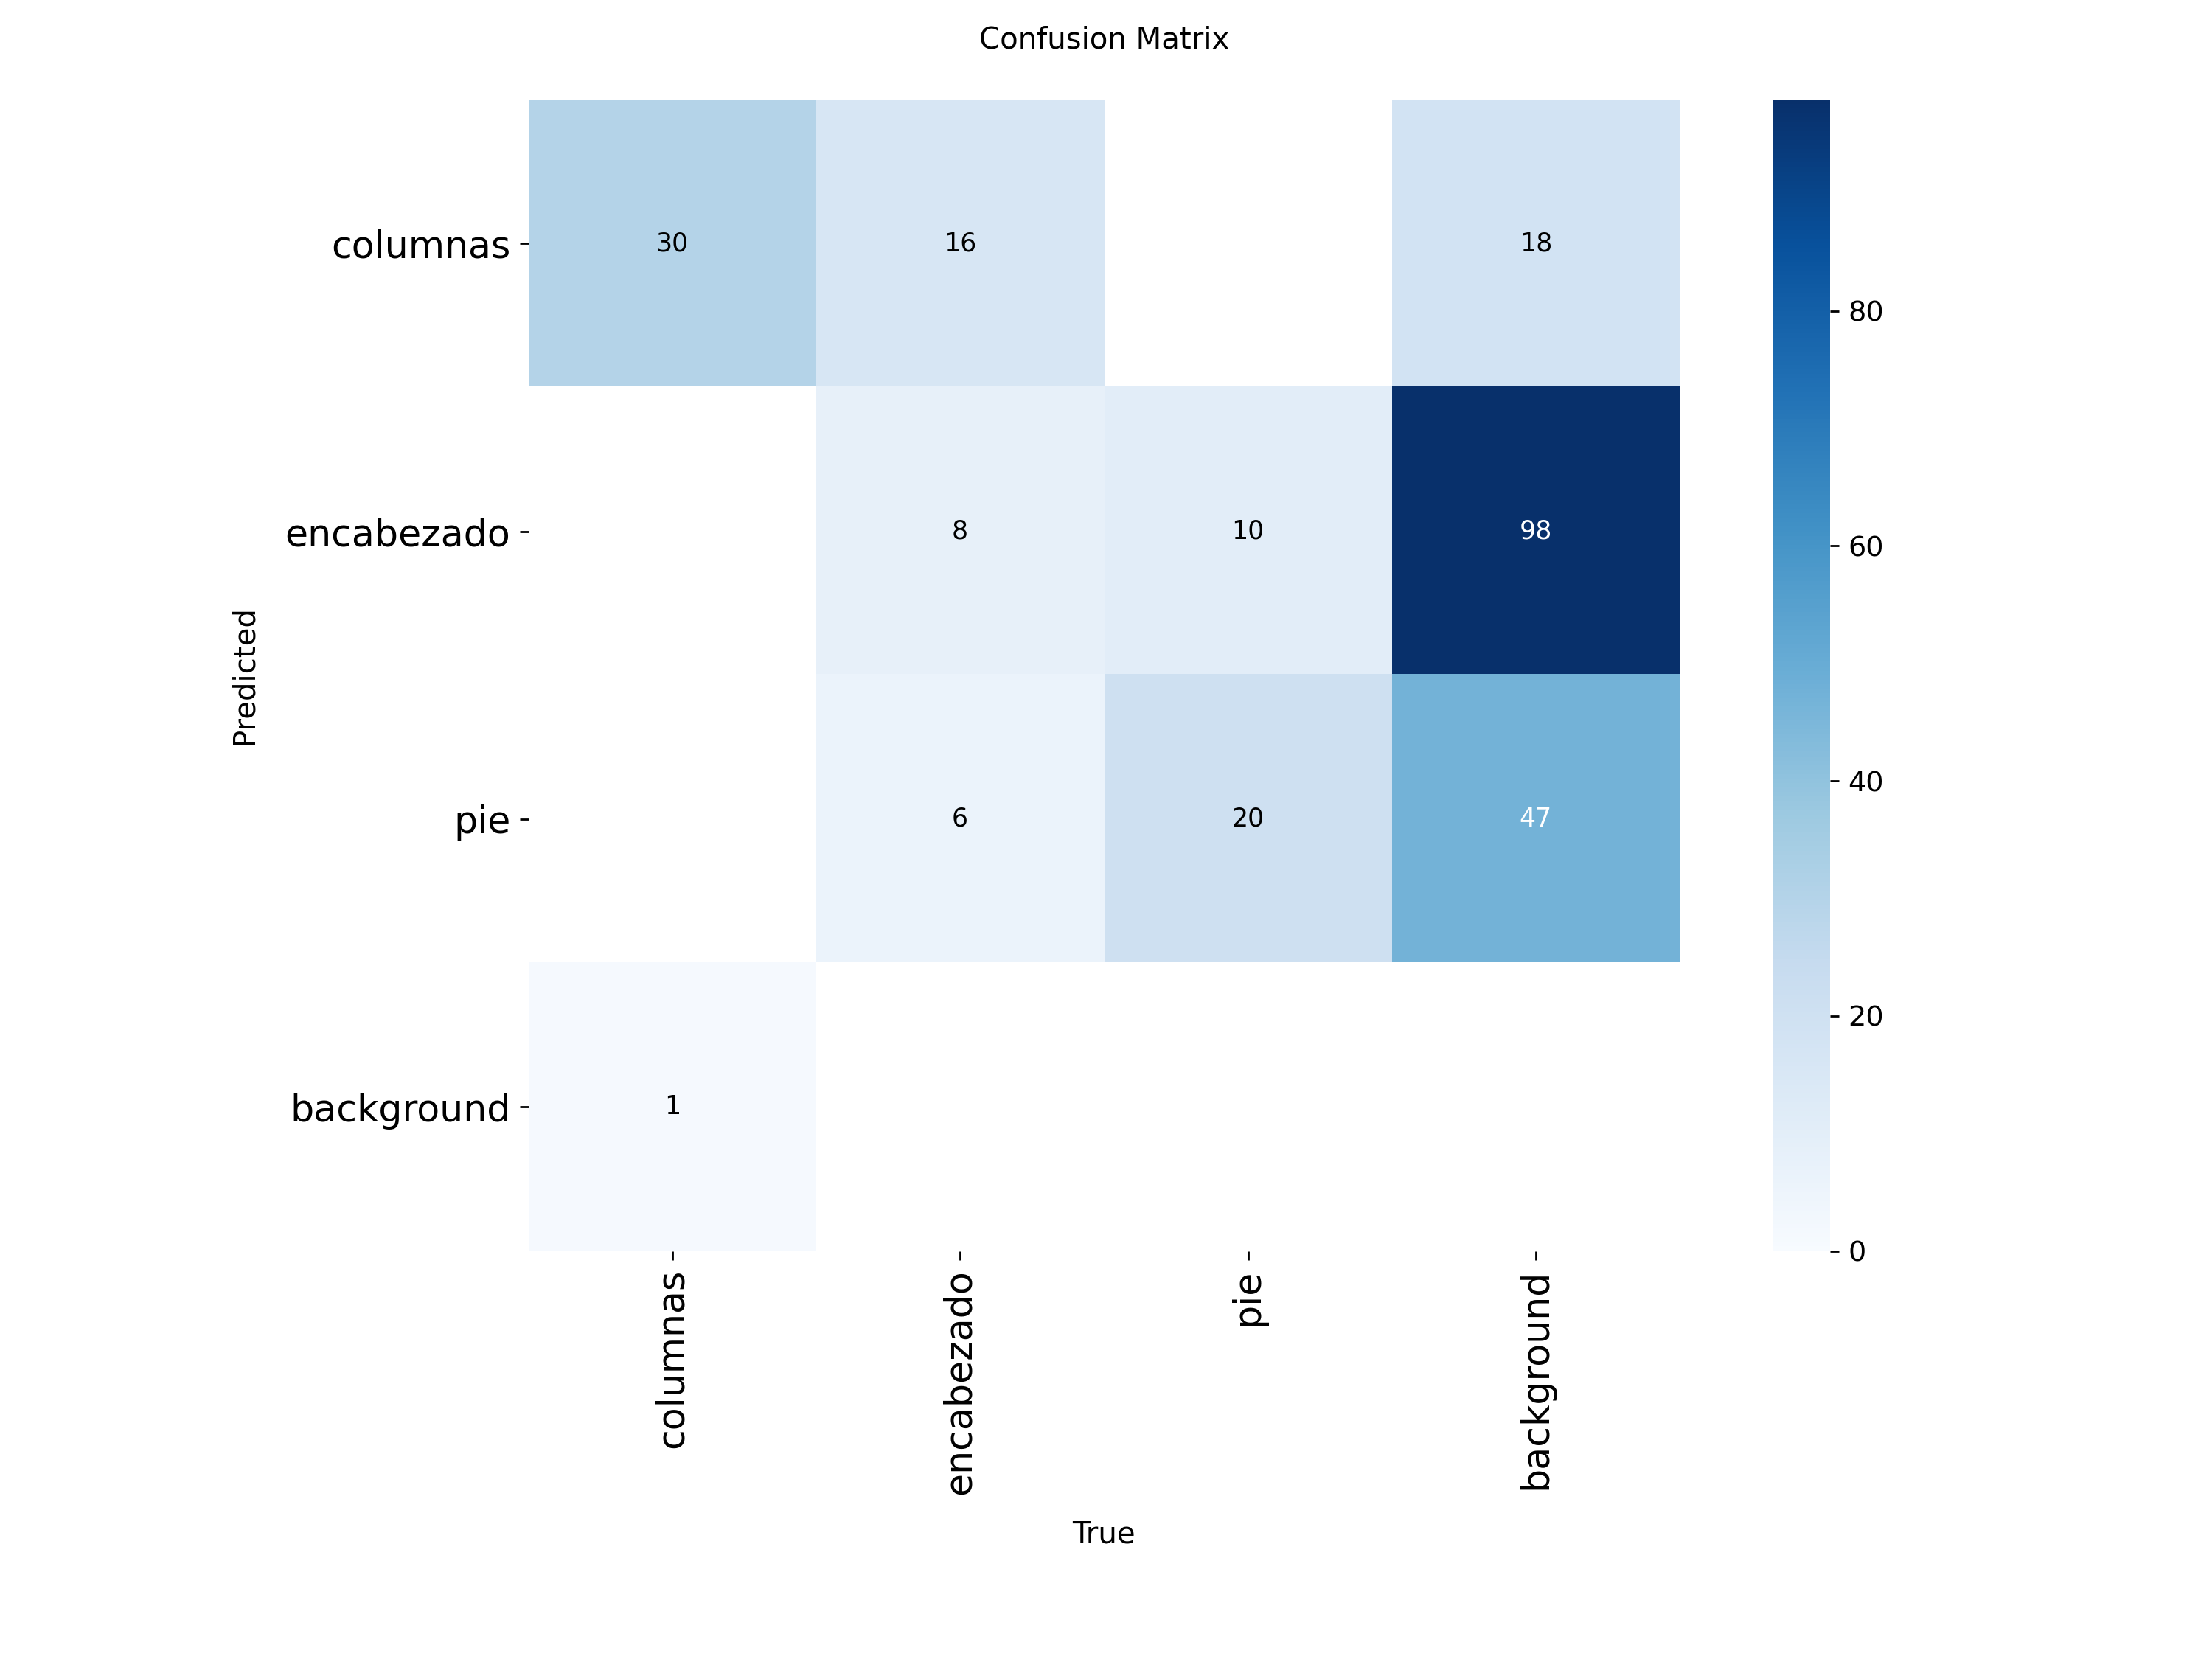 Confusion Matrix
columnas
30
16
18
80
encabezado
8
10
98
60
Predicted
pie
6
20
47
40
background
1
20
0
columnas
encabezado
pie
background
True